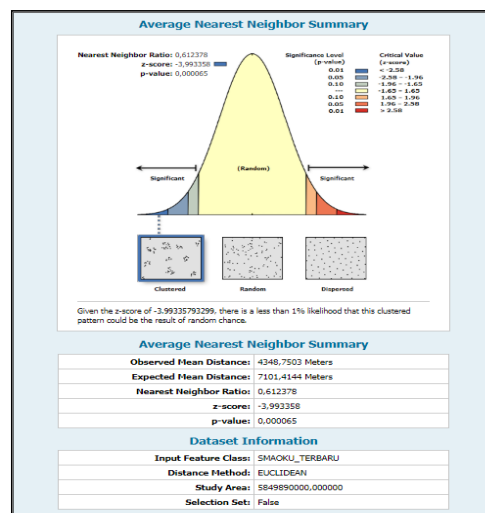 Average Nearest Neighbor Summary
Nearest Neighbor Ratio: 0,612378
z-score: -3,993358
p-value: 0,000065
Significance Level
(p-value)
Critical Value
(z-score)
0.01 < -2.58
0.05 -2.58 - -1.96
0.10 -1.96 - -1.65
--- -1.65 - 1.65
0.10 1.65 - 1.96
0.05 1.96 - 2.58
0.01 > 2.58
Significant
(Random)
Significant
Clustered
Random
Dispersed
Given the z-score of -3.99335793299, there is a less than 1% likelihood that this clustered
pattern could be the result of random chance.
Average Nearest Neighbor Summary
Observed Mean Distance: 4348,7503 Meters
Expected Mean Distance: 7101,4144 Meters
Nearest Neighbor Ratio: 0,612378
z-score: -3,993358
p-value: 0,000065
Dataset Information
Input Feature Class: SMAOKU_TERBARU
Distance Method: EUCLIDEAN
Study Area: 5849890000,000000
Selection Set: False